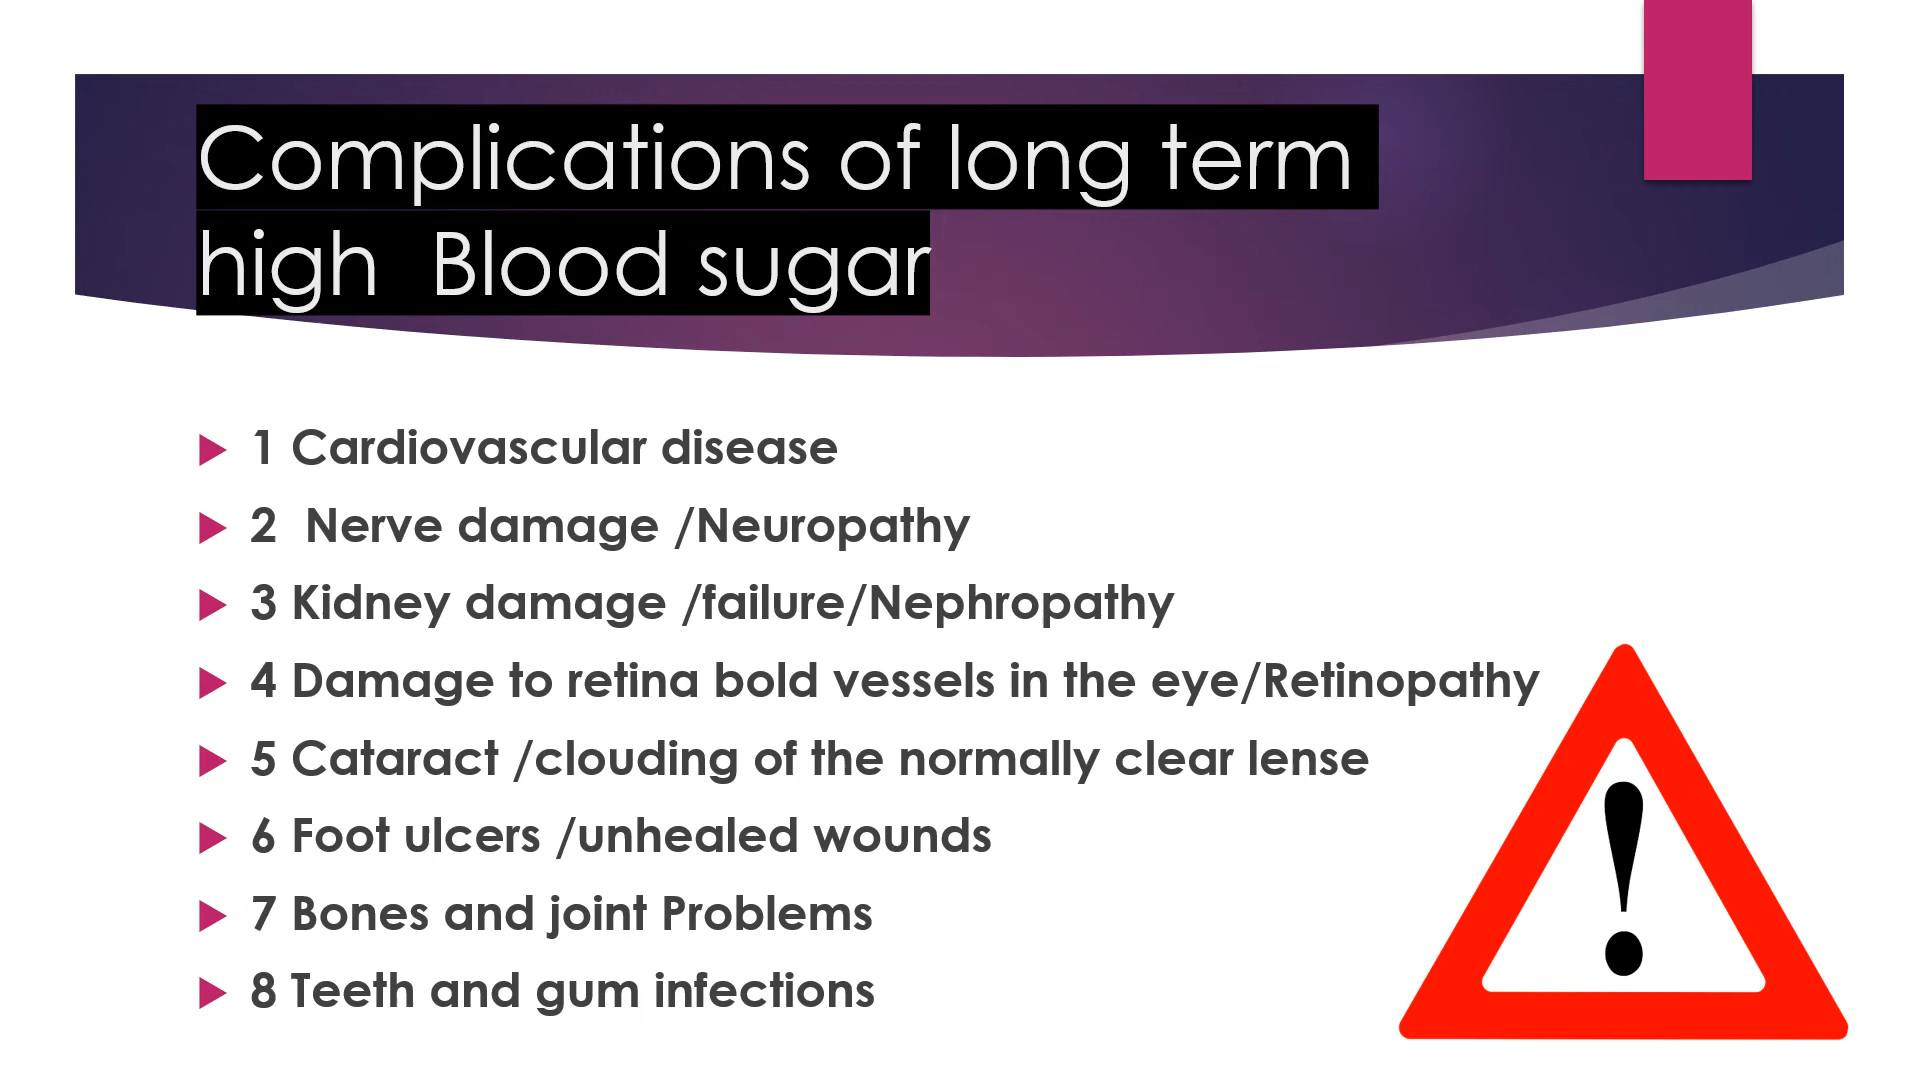 Complications of long term
high  Blood sugar
1 Cardiovascular disease
2  Nerve damage /Neuropathy
3 Kidney damage /failure/Nephropathy
4 Damage to retina bold vessels in the eye/Retinopathy
5 Cataract /clouding of the normally clear lense
6 Foot ulcers /unhealed wounds
7 Bones and joint Problems
8 Teeth and gum infections
!